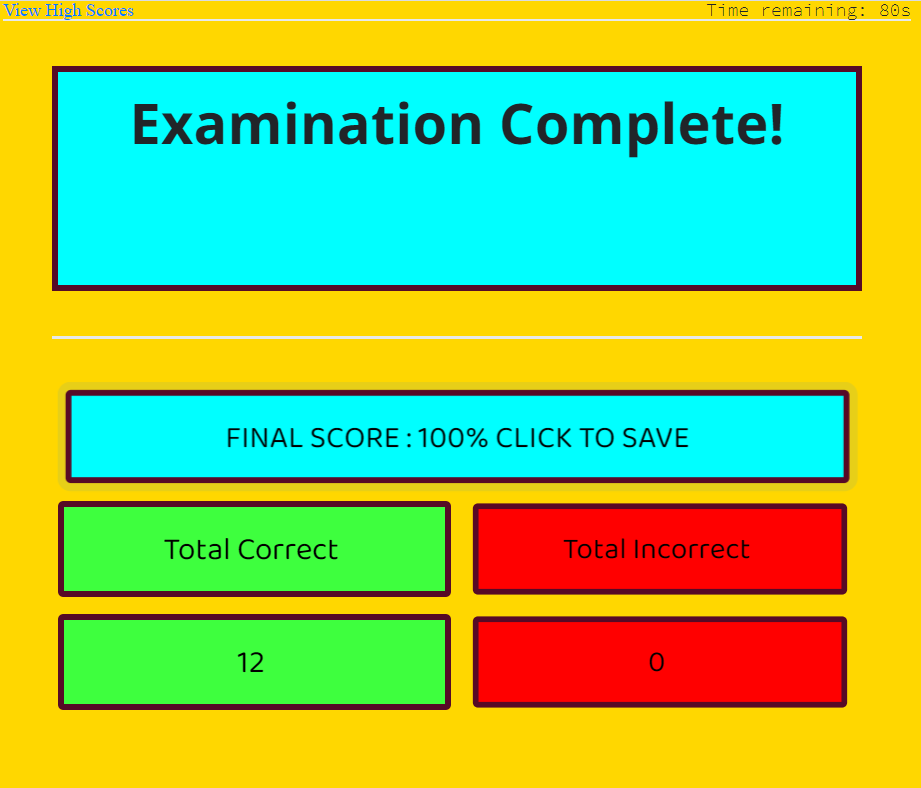 View High Scores
Time remaining: 80s
Examination Complete!
FINAL SCORE : 100% CLICK TO SAVE
Total Correct
Total Incorrect
12
0